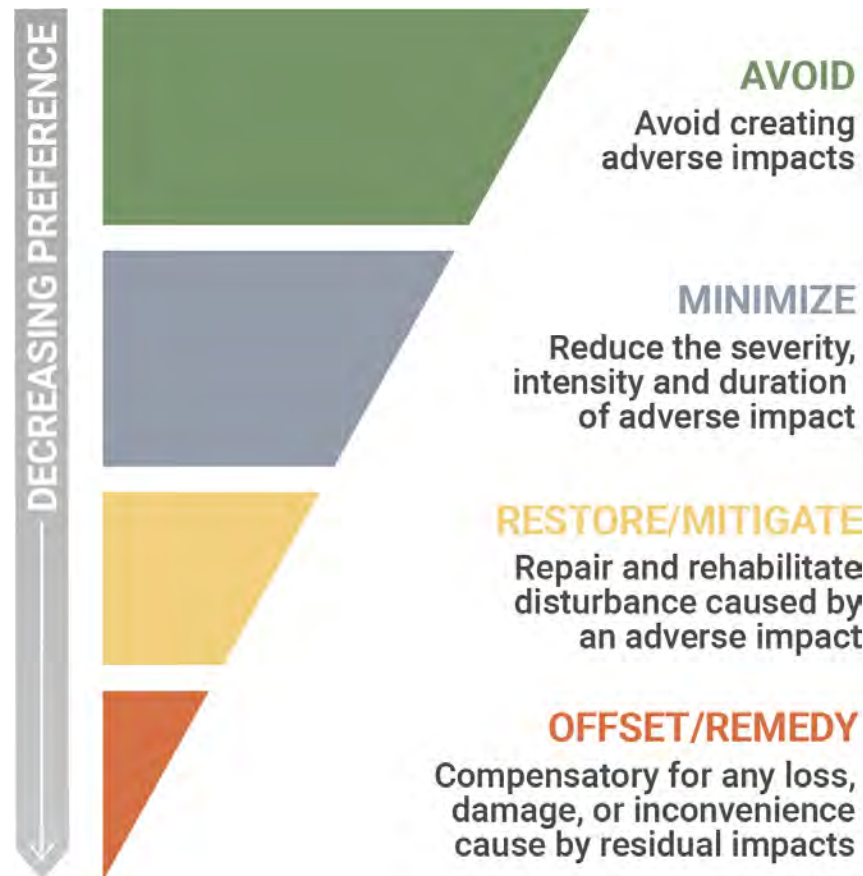 DECREASING PREFERENCE
AVOID
Avoid creating
adverse impacts
MINIMIZE
Reduce the severity,
intensity and duration
of adverse impact
RESTORE/MITIGATE
Repair and rehabilitate
disturbance caused by
an adverse impact
OFFSET/REMEDY
Compensatory for any loss,
damage, or inconvenience
cause by residual impacts